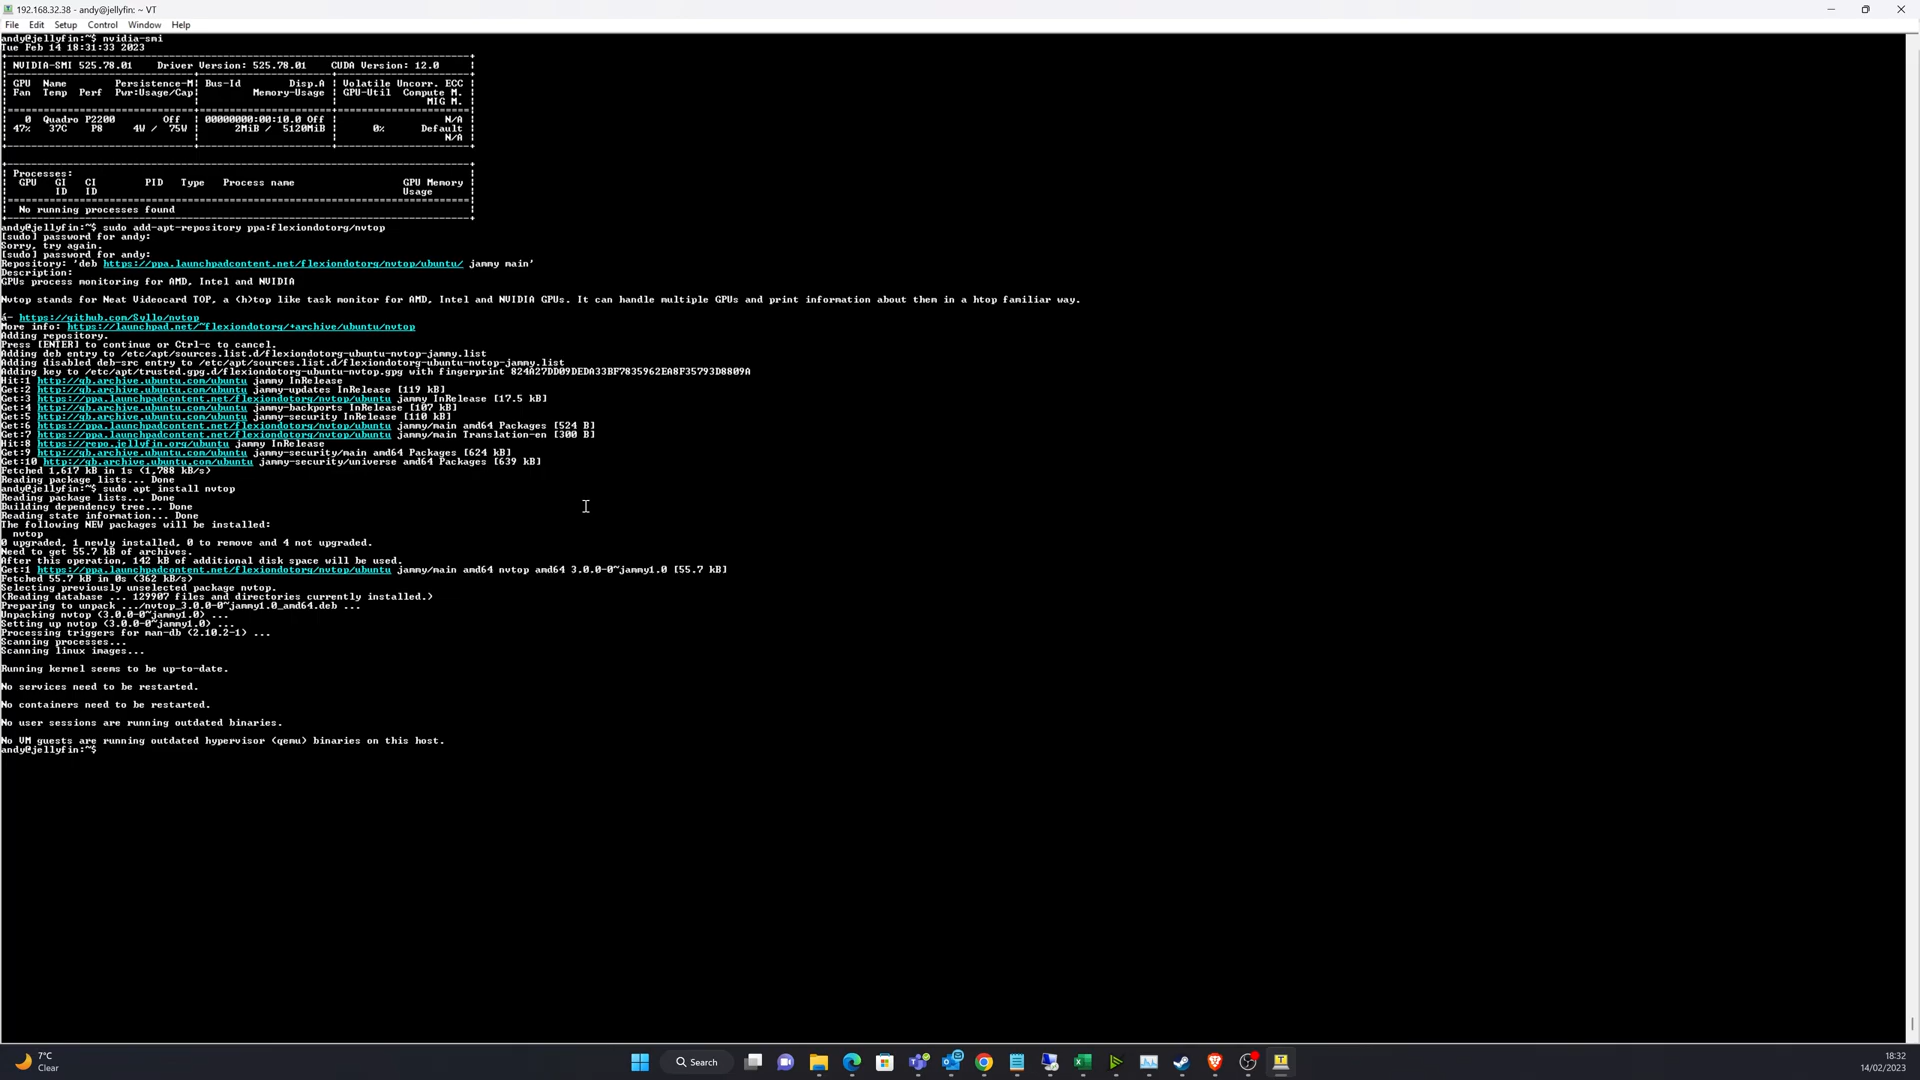 192.168.32.38 - andy@jellyfin: ~ VT
File Edit Setup Control Window Help
andy@jellyfin:~$ nvidia-smi
Tue Feb 14 18:31:33 2023
NVIDIA-SMI 525.78.01 Driver Version: 525.78.01 CUDA Version: 12.0
GPU Name Persistence-M| Bus-Id Disp.A | Volatile Uncorr. ECC
Fan Temp Perf Pwr:Usage/Cap| Memory-Usage | GPU-Util Compute M.
MIG M.
0 Quadro P2200 Off | 00000000:00:10.0 Off | N/A
47% 37C P8 4W / 75W | 2MiB / 5120MiB | 0% Default
N/A
Processes:
GPU GI CI PID Type Process name GPU Memory
ID ID Usage
No running processes found
andy@jellyfin:~$ sudo add-apt-repository ppa:flexiondotorg/nvtop
[sudo] password for andy:
Sorry, try again.
[sudo] password for andy:
Repository: 'deb https://ppa.launchpadcontent.net/flexiondotorg/nvtop/ubuntu/ jammy main'
Description:
GPUs process monitoring for AMD, Intel and NVIDIA
Nvtop stands for Neat Videocard TOP, a (h)top like task monitor for AMD, Intel and NVIDIA GPUs. It can handle multiple GPUs and print information about them in a htop familiar way.
á- https://github.com/Syllo/nvtop
More info: https://launchpad.net/~flexiondotorg/+archive/ubuntu/nvtop
Adding repository.
Press [ENTER] to continue or Ctrl-c to cancel.
Adding deb entry to /etc/apt/sources.list.d/flexiondotorg-ubuntu-nvtop-jammy.list
Adding disabled deb-src entry to /etc/apt/sources.list.d/flexiondotorg-ubuntu-nvtop-jammy.list
Adding key to /etc/apt/trusted.gpg.d/flexiondotorg-ubuntu-nvtop.gpg with fingerprint 824A27DD09DEDA33BF7835962EA8F35793D8809A
Hit:1 http://gb.archive.ubuntu.com/ubuntu jammy InRelease
Get:2 http://gb.archive.ubuntu.com/ubuntu jammy-updates InRelease [119 kB]
Get:3 https://ppa.launchpadcontent.net/flexiondotorg/nvtop/ubuntu jammy InRelease [17.5 kB]
Get:4 http://gb.archive.ubuntu.com/ubuntu jammy-backports InRelease [107 kB]
Get:5 http://gb.archive.ubuntu.com/ubuntu jammy-security InRelease [110 kB]
Get:6 https://ppa.launchpadcontent.net/flexiondotorg/nvtop/ubuntu jammy/main amd64 Packages [524 B]
Get:7 https://ppa.launchpadcontent.net/flexiondotorg/nvtop/ubuntu jammy/main Translation-en [300 B]
Hit:8 https://repo.jellyfin.org/ubuntu jammy InRelease
Get:9 http://gb.archive.ubuntu.com/ubuntu jammy-security/main amd64 Packages [624 kB]
Get:10 http://gb.archive.ubuntu.com/ubuntu jammy-security/universe amd64 Packages [639 kB]
Fetched 1,617 kB in 1s (1,788 kB/s)
Reading package lists... Done
andy@jellyfin:~$ sudo apt install nvtop
Reading package lists... Done
Building dependency tree... Done
Reading state information... Done
The following NEW packages will be installed:
nvtop
0 upgraded, 1 newly installed, 0 to remove and 4 not upgraded.
Need to get 55.7 kB of archives.
After this operation, 142 kB of additional disk space will be used.
Get:1 https://ppa.launchpadcontent.net/flexiondotorg/nvtop/ubuntu jammy/main amd64 nvtop amd64 3.0.0-0~jammy1.0 [55.7 kB]
Fetched 55.7 kB in 0s (362 kB/s)
Selecting previously unselected package nvtop.
(Reading database ... 129907 files and directories currently installed.)
Preparing to unpack .../nvtop_3.0.0-0~jammy1.0_amd64.deb ...
Unpacking nvtop (3.0.0-0~jammy1.0) ...
Setting up nvtop (3.0.0-0~jammy1.0) ...
Processing triggers for man-db (2.10.2-1) ...
Scanning processes...
Scanning linux images...
Running kernel seems to be up-to-date.
No services need to be restarted.
No containers need to be restarted.
No user sessions are running outdated binaries.
No VM guests are running outdated hypervisor (qemu) binaries on this host.
andy@jellyfin:~$
7°C
Clear
Search
18:32
14/02/2023